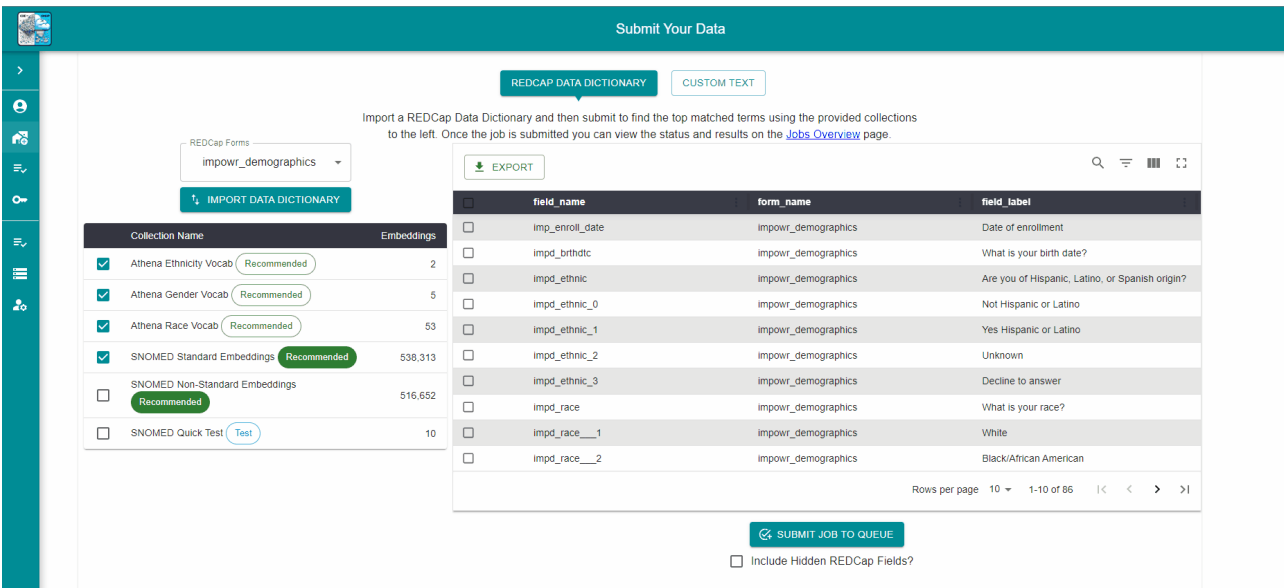 Submit Your Data
REDCAP DATA DICTIONARY
CUSTOM TEXT
Import a REDCap Data Dictionary and then submit to find the top matched terms using the provided collections
to the left. Once the job is submitted you can view the status and results on the Jobs Overview page.
REDCap Forms
impowr_demographics
IMPORT DATA DICTIONARY
Collection Name Embeddings
Athena Ethnicity Vocab Recommended 2
Athena Gender Vocab Recommended 5
Athena Race Vocab Recommended 53
SNOMED Standard Embeddings Recommended 538,313
SNOMED Non-Standard Embeddings
Recommended 516,652
SNOMED Quick Test Test 10
EXPORT
field_name form_name field_label
imp_enroll_date impowr_demographics Date of enrollment
impd_brthdtc impowr_demographics What is your birth date?
impd_ethnic impowr_demographics Are you of Hispanic, Latino, or Spanish origin?
impd_ethnic_0 impowr_demographics Not Hispanic or Latino
impd_ethnic_1 impowr_demographics Yes Hispanic or Latino
impd_ethnic_2 impowr_demographics Unknown
impd_ethnic_3 impowr_demographics Decline to answer
impd_race impowr_demographics What is your race?
impd_race___1 impowr_demographics White
impd_race___2 impowr_demographics Black/African American
Rows per page 10 1-10 of 86
SUBMIT JOB TO QUEUE
Include Hidden REDCap Fields?